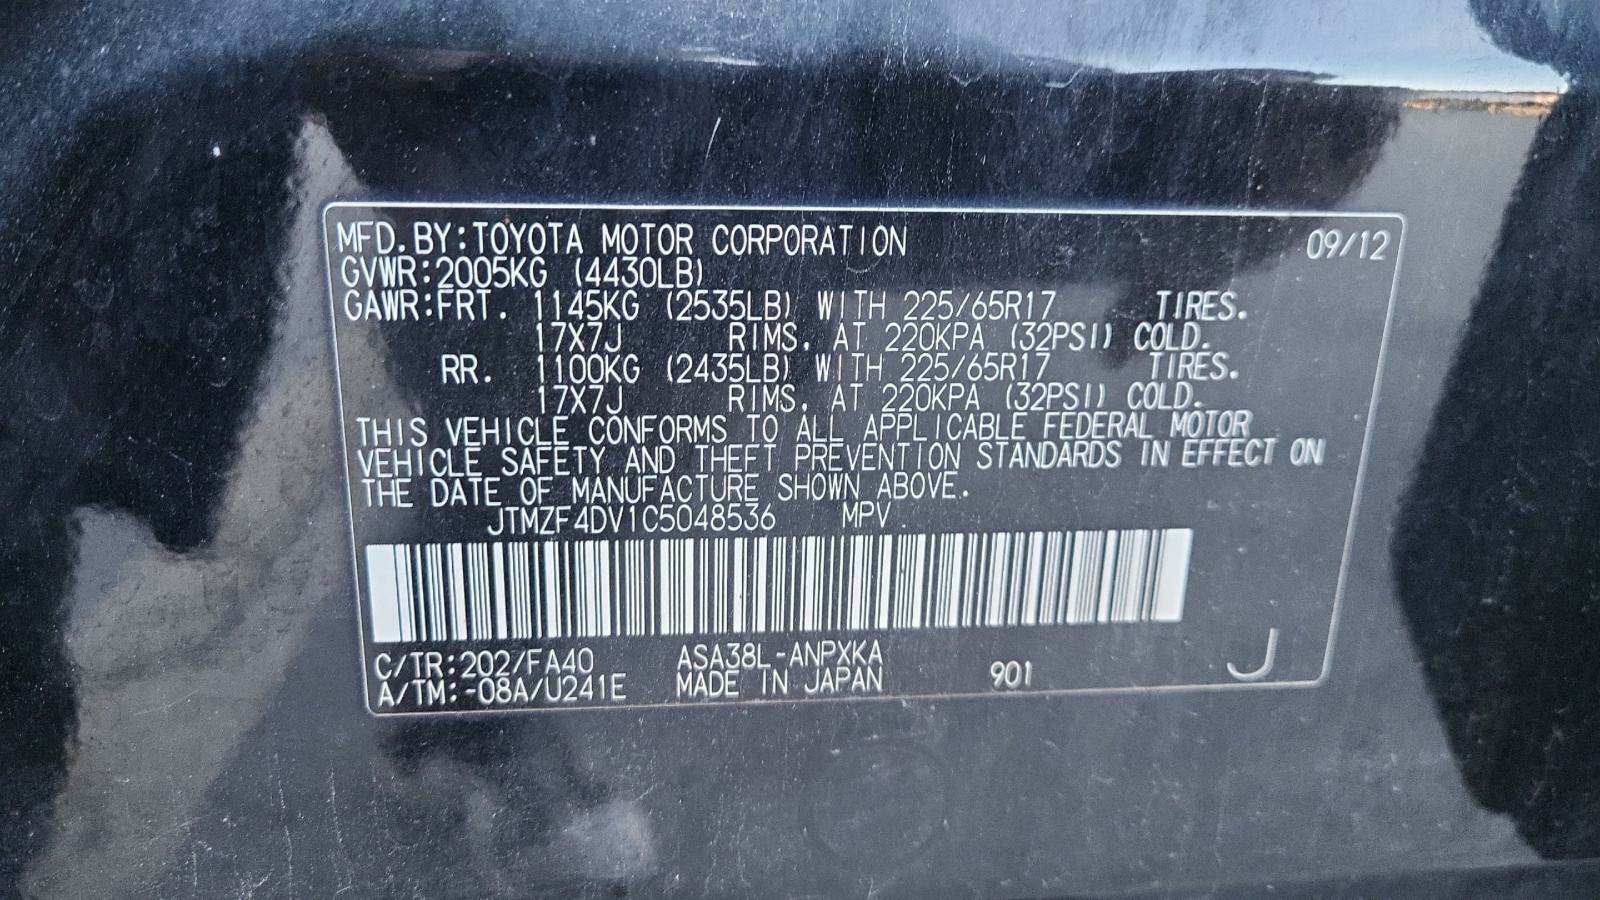 MFD. BY: TOYOTA MOTOR CORPORATION 09/12
GVWR: 2005KG (4430LB)
GAWR: FRT. 1145KG (2535LB) WITH 225/65R17 TIRES.
17X7J RIMS. AT 220KPA (32PSI) COLD.
RR. 1100KG (2435LB) WITH 225/65R17 TIRES.
17X7J RIMS. AT 220KPA (32PSI) COLD.
THIS VEHICLE CONFORMS TO ALL APPLICABLE FEDERAL MOTOR
VEHICLE SAFETY AND THEFT PREVENTION STANDARDS IN EFFECT ON
THE DATE OF MANUFACTURE SHOWN ABOVE.
JTMZF4DV1C5048536 MPV
C/TR: 202/FA40 ASA38L-ANPXKA
A/TM: -08A/U241E MADE IN JAPAN 901 J